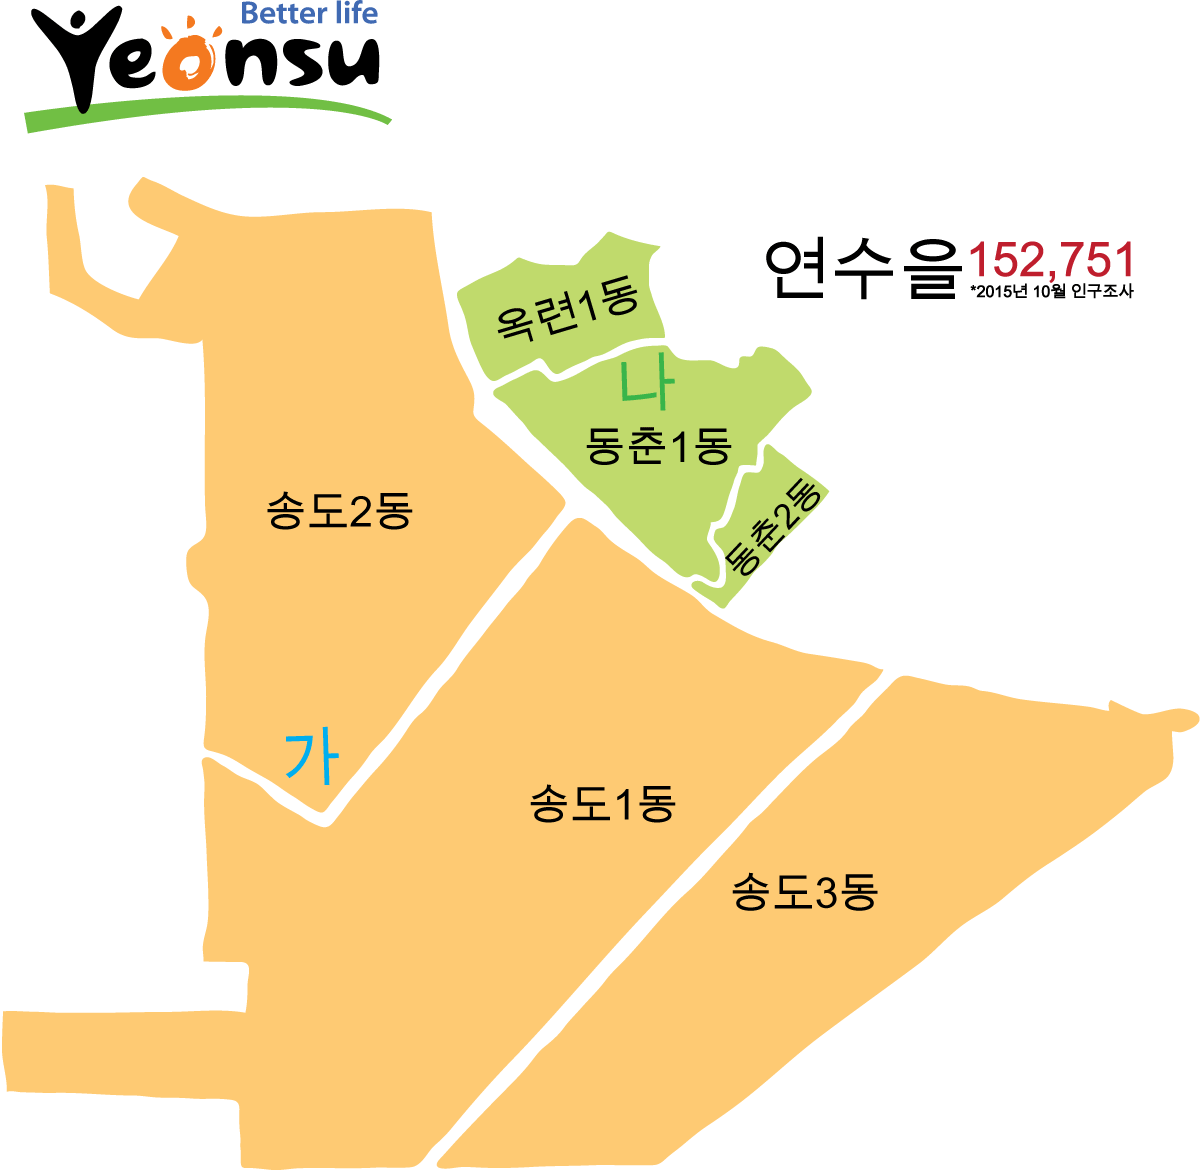 Better life
Yeonsu
연수을 152,751
*2015년 10월 인구조사
옥련1동
나
동춘1동
동춘2동
송도2동
가
송도1동
송도3동